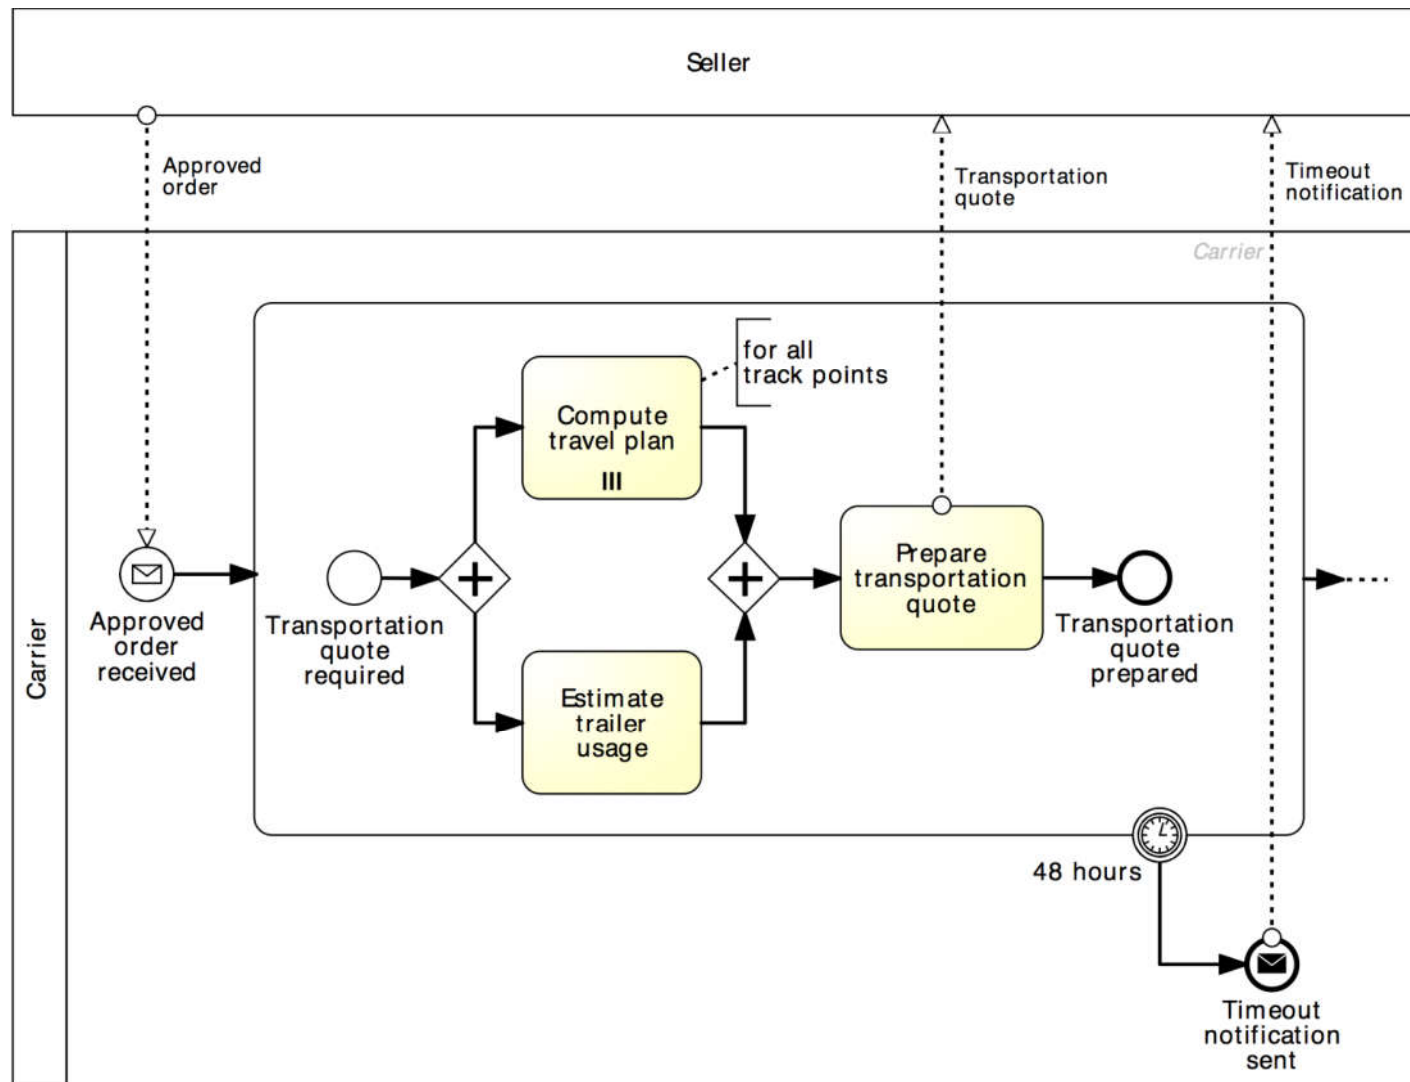 Seller
Approved
order
Transportation
quote
Timeout
notification
Carrier
Carrier
for all
track points
Compute
travel plan
Prepare
transportation
quote
Approved
order
received
Transportation
quote
required
Transportation
quote
prepared
Estimate
trailer
usage
48 hours
Timeout
notification
sent